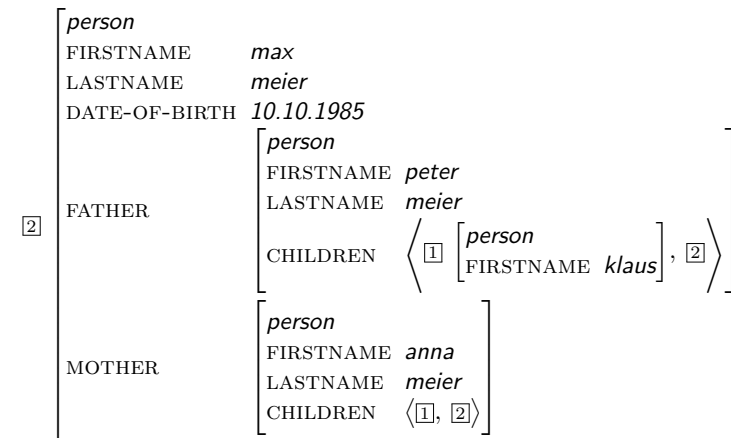 person
FIRSTNAME max
LASTNAME meier
DATE-OF-BIRTH 10.10.1985
person
FIRSTNAME peter
LASTNAME meier
2 FATHER
CHILDREN ⟨ 1 [person FIRSTNAME klaus], 2 ⟩
person
FIRSTNAME anna
MOTHER
LASTNAME meier
CHILDREN ⟨1, 2⟩